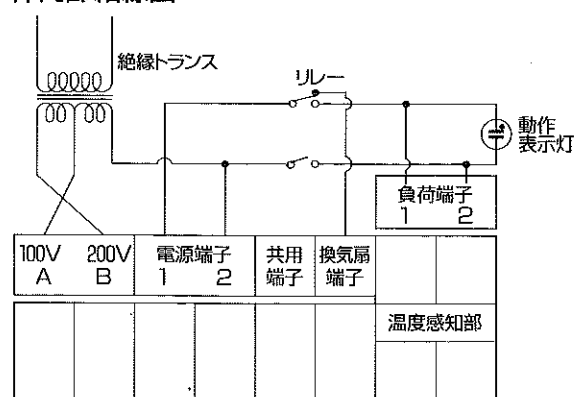 絶縁トランス
リレー
動作
表示灯
負荷端子
1 2
100V 200V
A B
電源端子
1 2
共用
端子
換気扇
端子
温度感知部